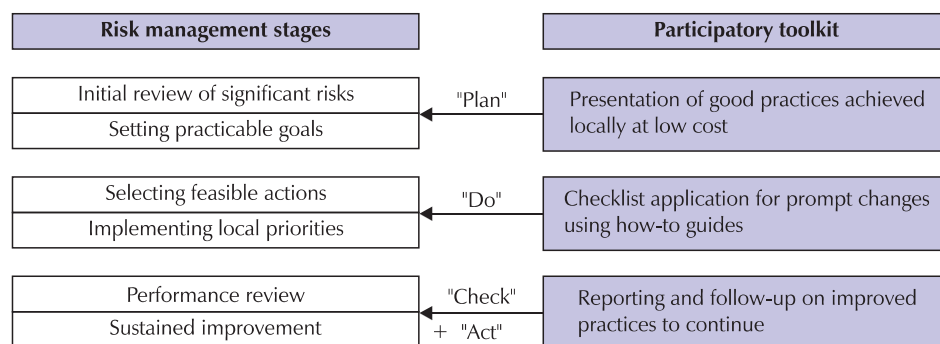 Risk management stages
Participatory toolkit
Initial review of significant risks
Setting practicable goals
"Plan"
Presentation of good practices achieved
locally at low cost
Selecting feasible actions
Implementing local priorities
"Do"
Checklist application for prompt changes
using how-to guides
Performance review
Sustained improvement
"Check"
+ "Act"
Reporting and follow-up on improved
practices to continue